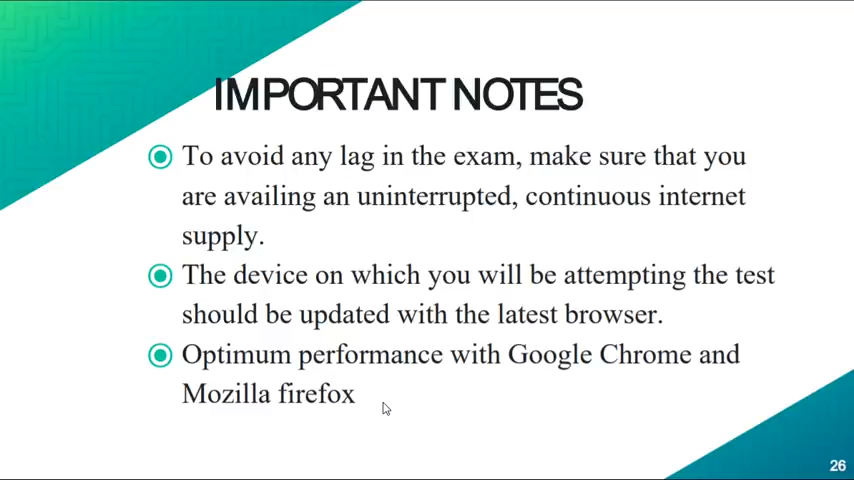 IMPORTANT NOTES
To avoid any lag in the exam, make sure that you
are availing an uninterrupted, continuous internet
supply.
The device on which you will be attempting the test
should be updated with the latest browser.
Optimum performance with Google Chrome and
Mozilla firefox
26